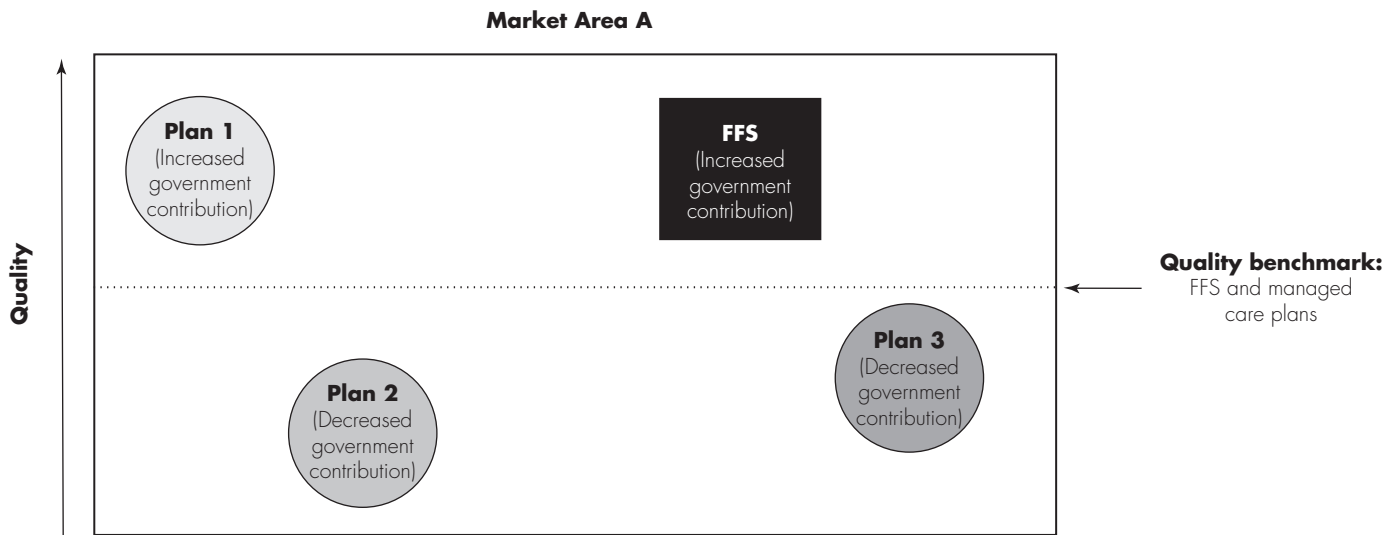 Market Area A
Quality
Plan 1
(Increased
government
contribution)
FFS
(Increased
government
contribution)
Quality benchmark:
FFS and managed
care plans
Plan 2
(Decreased
government
contribution)
Plan 3
(Decreased
government
contribution)